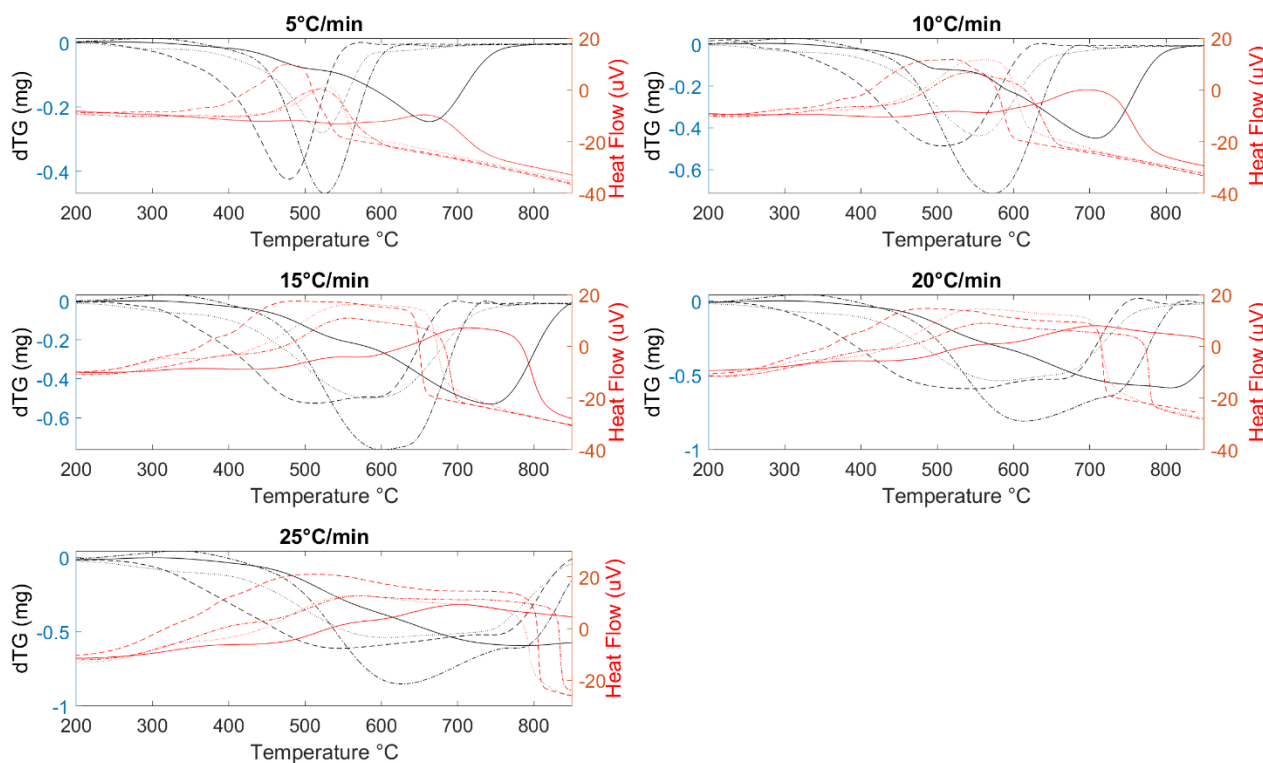 5°C/min
0
-0.2
-0.4
dTG (mg)
20
0
-20
-40
Heat Flow (uV)
200 300 400 500 600 700 800
Temperature °C
10°C/min
0
-0.2
-0.4
-0.6
dTG (mg)
20
0
-20
-40
Heat Flow (uV)
200 300 400 500 600 700 800
Temperature °C
15°C/min
0
-0.2
-0.4
-0.6
dTG (mg)
20
0
-20
-40
Heat Flow (uV)
200 300 400 500 600 700 800
Temperature °C
20°C/min
0
-0.5
-1
dTG (mg)
20
0
-20
-40
Heat Flow (uV)
200 300 400 500 600 700 800
Temperature °C
25°C/min
0
-0.5
-1
dTG (mg)
20
0
-20
Heat Flow (uV)
200 300 400 500 600 700 800
Temperature °C